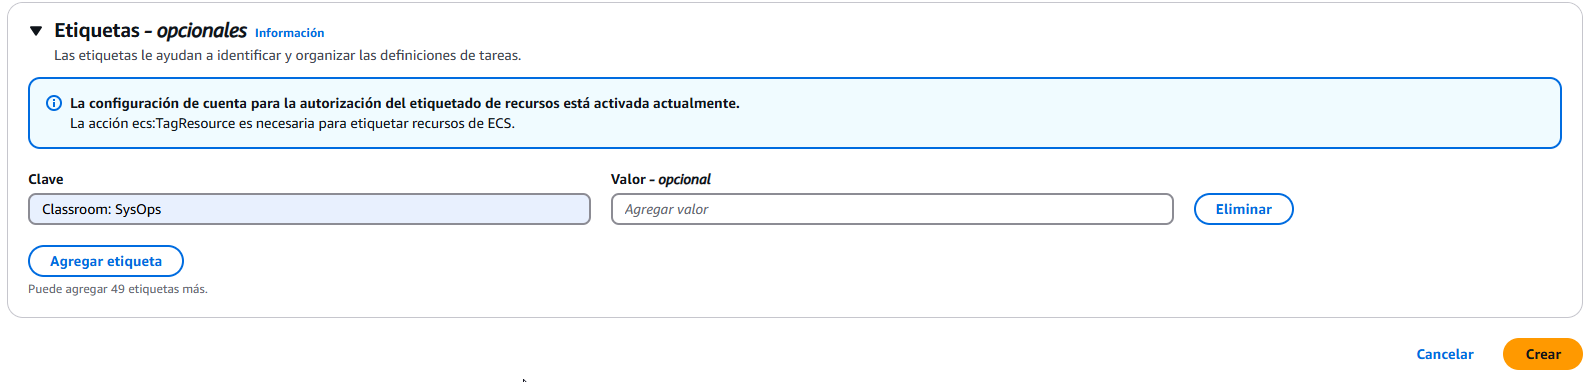 Etiquetas - opcionales Información
Las etiquetas le ayudan a identificar y organizar las definiciones de tareas.
La configuración de cuenta para la autorización del etiquetado de recursos está activada actualmente.
La acción ecs:TagResource es necesaria para etiquetar recursos de ECS.
Clave Valor - opcional
Classroom: SysOps Agregar valor Eliminar
Agregar etiqueta
Puede agregar 49 etiquetas más.
Cancelar Crear